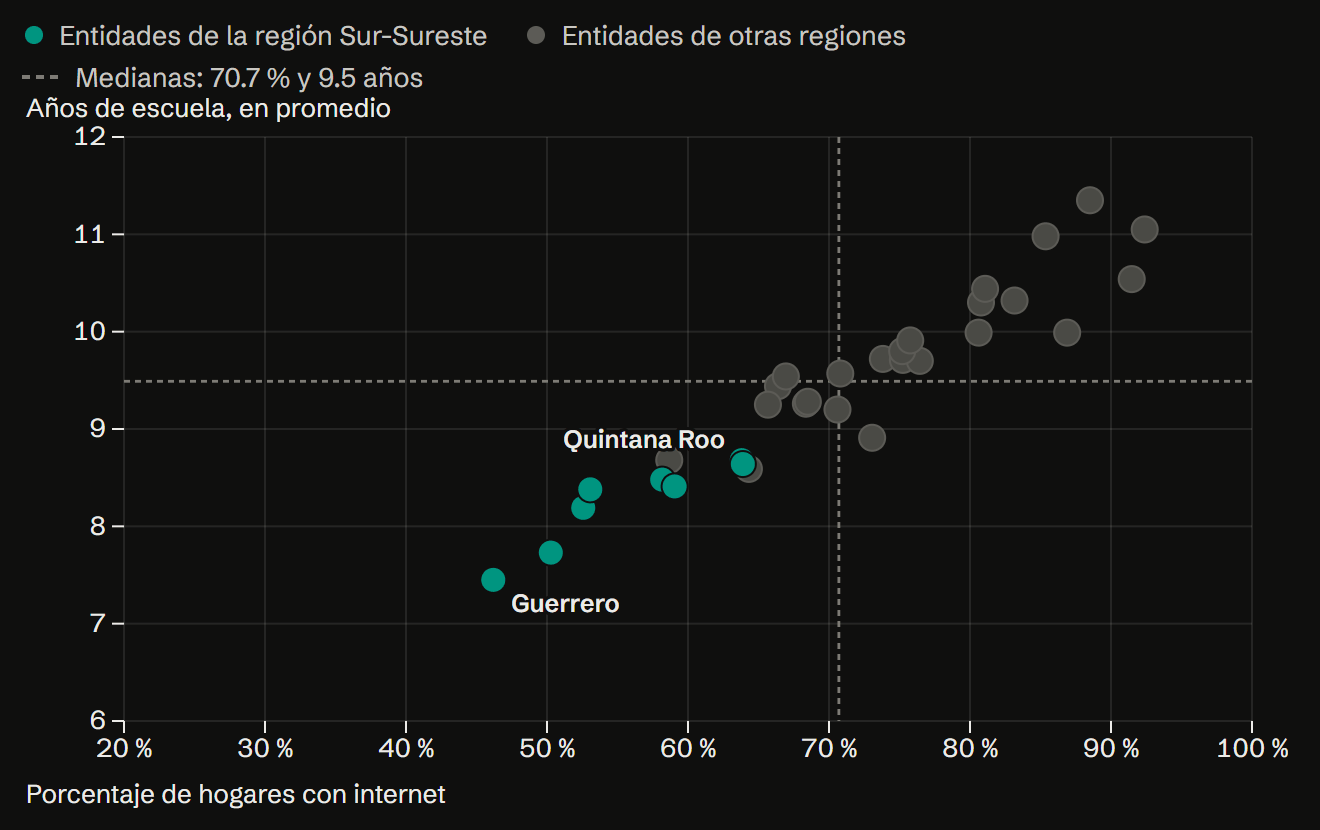 Entidades de la región Sur-Sureste Entidades de otras regiones
Medianas: 70.7 % y 9.5 años
Años de escuela, en promedio
12
11
10
9
Quintana Roo
8
Guerrero
7
6
20 % 30 % 40 % 50 % 60 % 70 % 80 % 90 % 100 %
Porcentaje de hogares con internet